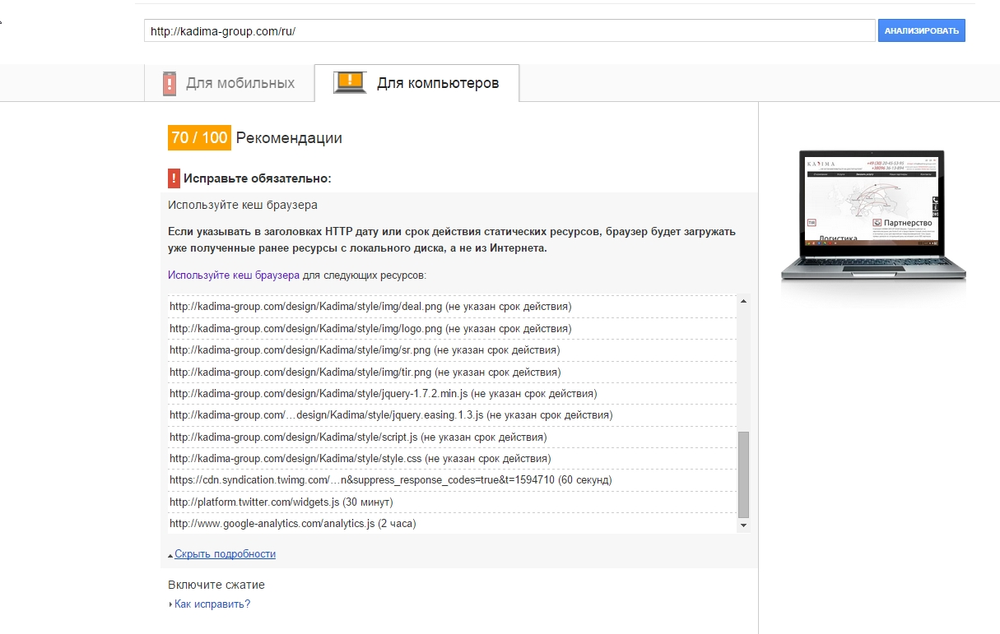 http://kadima-group.com/ru/
АНАЛИЗИРОВАТЬ
Для мобильных
Для компьютеров
70 / 100 Рекомендации
! Исправьте обязательно:
Используйте кеш браузера
Если указывать в заголовках HTTP дату или срок действия статических ресурсов, браузер будет загружать
уже полученные ранее ресурсы с локального диска, а не из Интернета.
Используйте кеш браузера для следующих ресурсов:
http://kadima-group.com/design/Kadima/style/img/deal.png (не указан срок действия)
http://kadima-group.com/design/Kadima/style/img/logo.png (не указан срок действия)
http://kadima-group.com/design/Kadima/style/img/sr.png (не указан срок действия)
http://kadima-group.com/design/Kadima/style/img/tir.png (не указан срок действия)
http://kadima-group.com/design/Kadima/style/jquery-1.7.2.min.js (не указан срок действия)
http://kadima-group.com/…design/Kadima/style/jquery.easing.1.3.js (не указан срок действия)
http://kadima-group.com/design/Kadima/style/script.js (не указан срок действия)
http://kadima-group.com/design/Kadima/style/style.css (не указан срок действия)
https://cdn.syndication.twimg.com/…n&suppress_response_codes=true&t=1594710 (60 секунд)
http://platform.twitter.com/widgets.js (30 минут)
http://www.google-analytics.com/analytics.js (2 часа)
Скрыть подробности
Включите сжатие
Как исправить?
KADIMA
Партнерство
Логистика